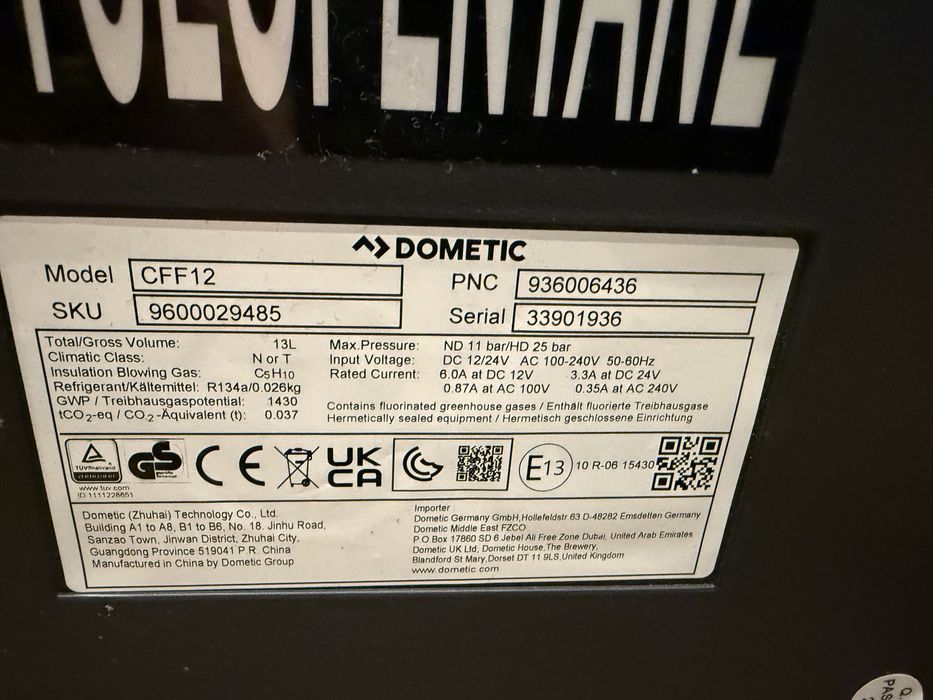 DOMETIC
Model CFF12
PNC 936006436
SKU 9600029485
Serial 33901936
Total/Gross Volume: 13L
Climatic Class: N or T
Insulation Blowing Gas: C5H10
Refrigerant/Kältemittel: R134a/0.026kg
GWP / Treibhausgaspotential: 1430
tCO2-eq / CO2-Äquivalent (t): 0.037
Max.Pressure: ND 11 bar/HD 25 bar
Input Voltage: DC 12/24V AC 100-240V 50-60Hz
Rated Current: 6.0A at DC 12V 3.3A at DC 24V
0.87A at AC 100V 0.35A at AC 240V
Contains fluorinated greenhouse gases / Enthält fluorierte Treibhausgase
Hermetically sealed equipment / Hermetisch geschlossene Einrichtung
TÜVRheinland
www.tuv.com
ID 1111228651
GS
CE
UK
CA
E13
10 R-06 15430
Dometic (Zhuhai) Technology Co., Ltd.
Building A1 to A8, B1 to B6, No. 18. Jinhu Road,
Sanzao Town, Jinwan District, Zhuhai City,
Guangdong Province 519041 P.R. China
Manufactured in China by Dometic Group
Importer :
Dometic Germany GmbH,Hollefeldstr 63 D-48282 Emsdetten Germany
Dometic Middle East FZCO
P.O Box 17860 SD 6 Jebel Ali Free Zone Dubai, United Arab Emirates
Dometic UK Ltd, Dometic House,The Brewery,
Blandford St Mary,Dorset DT 11 9LS,United Kingdom
www.dometic.com